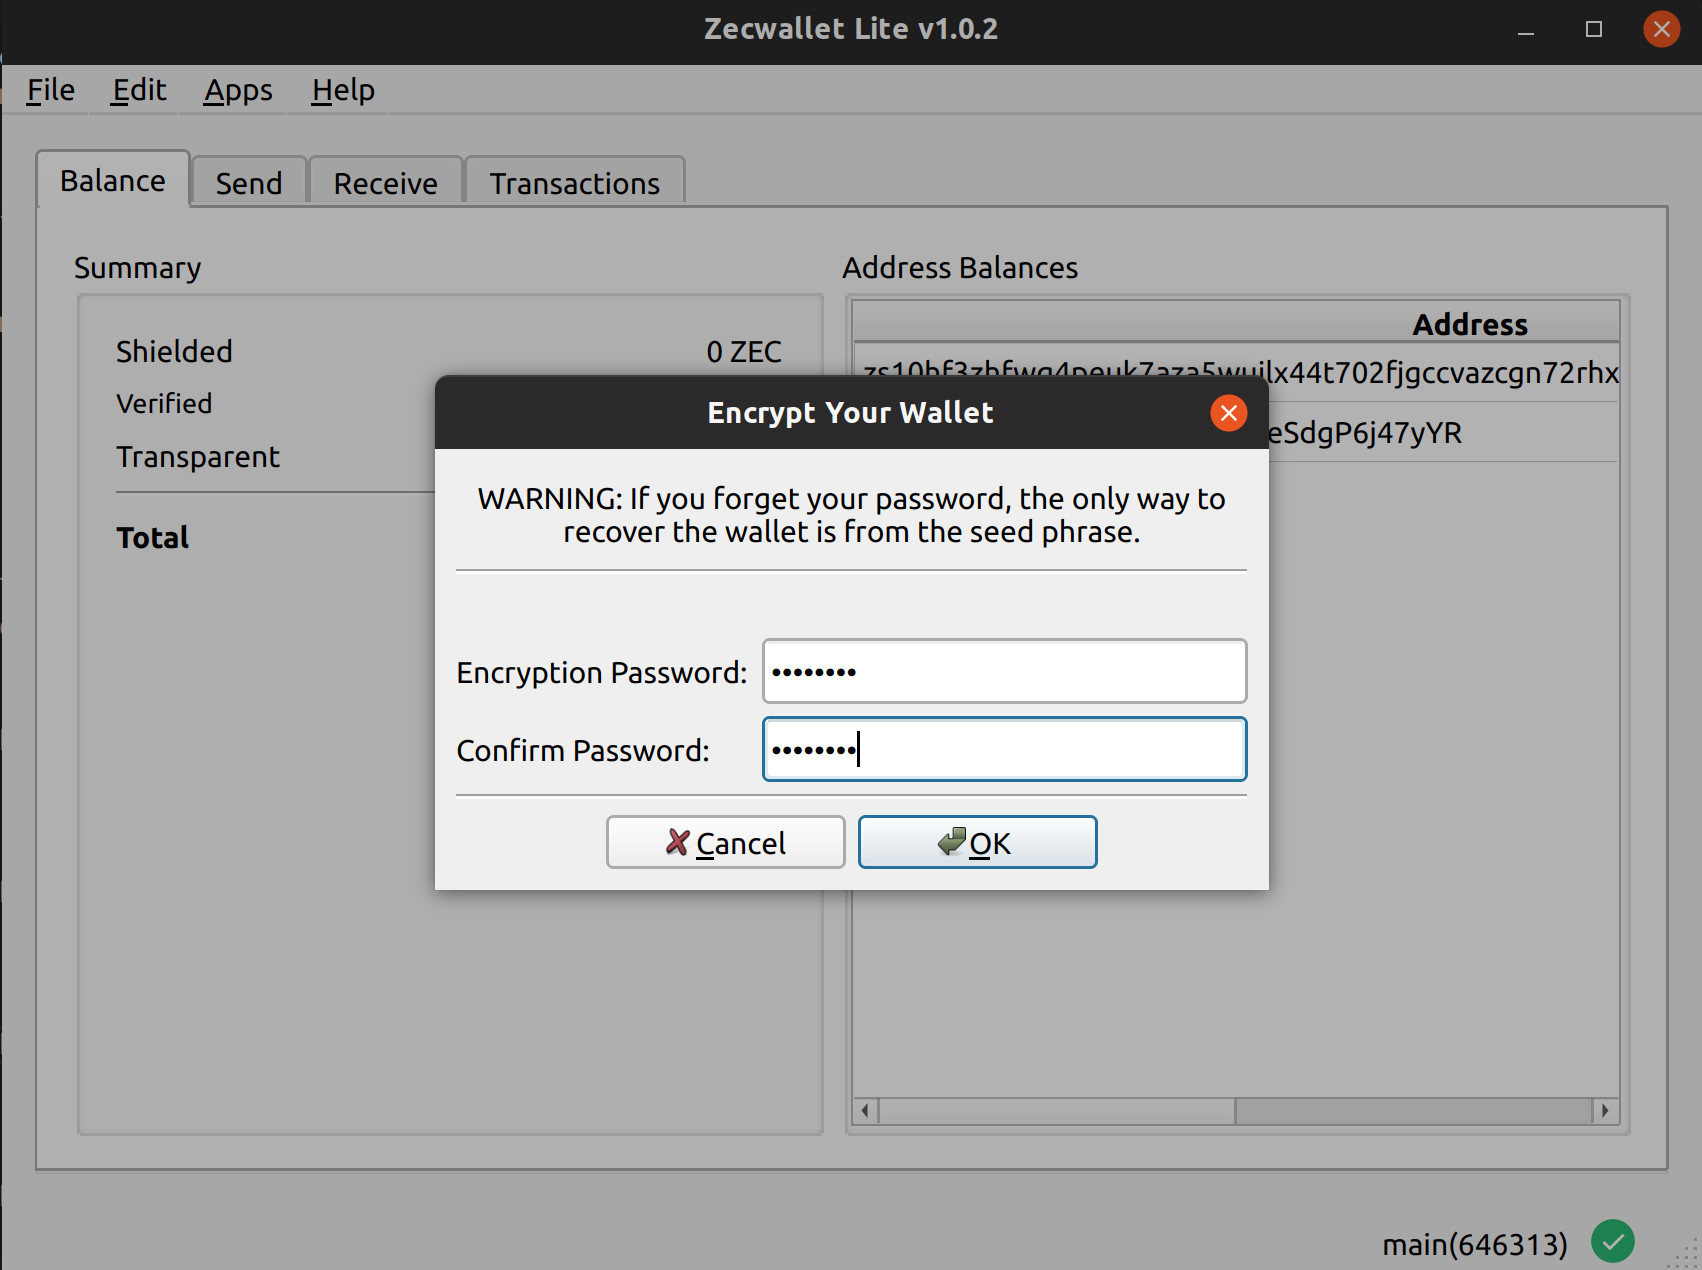 Zecwallet Lite v1.0.2
File Edit Apps Help
Balance Send Receive Transactions
Summary
Address Balances
Shielded 0 ZEC
Verified
Transparent
Total
Address
eSdgP6j47yYR
Encrypt Your Wallet
WARNING: If you forget your password, the only way to
recover the wallet is from the seed phrase.
Encryption Password: ••••••••
Confirm Password: ••••••••
Cancel OK
main(646313)